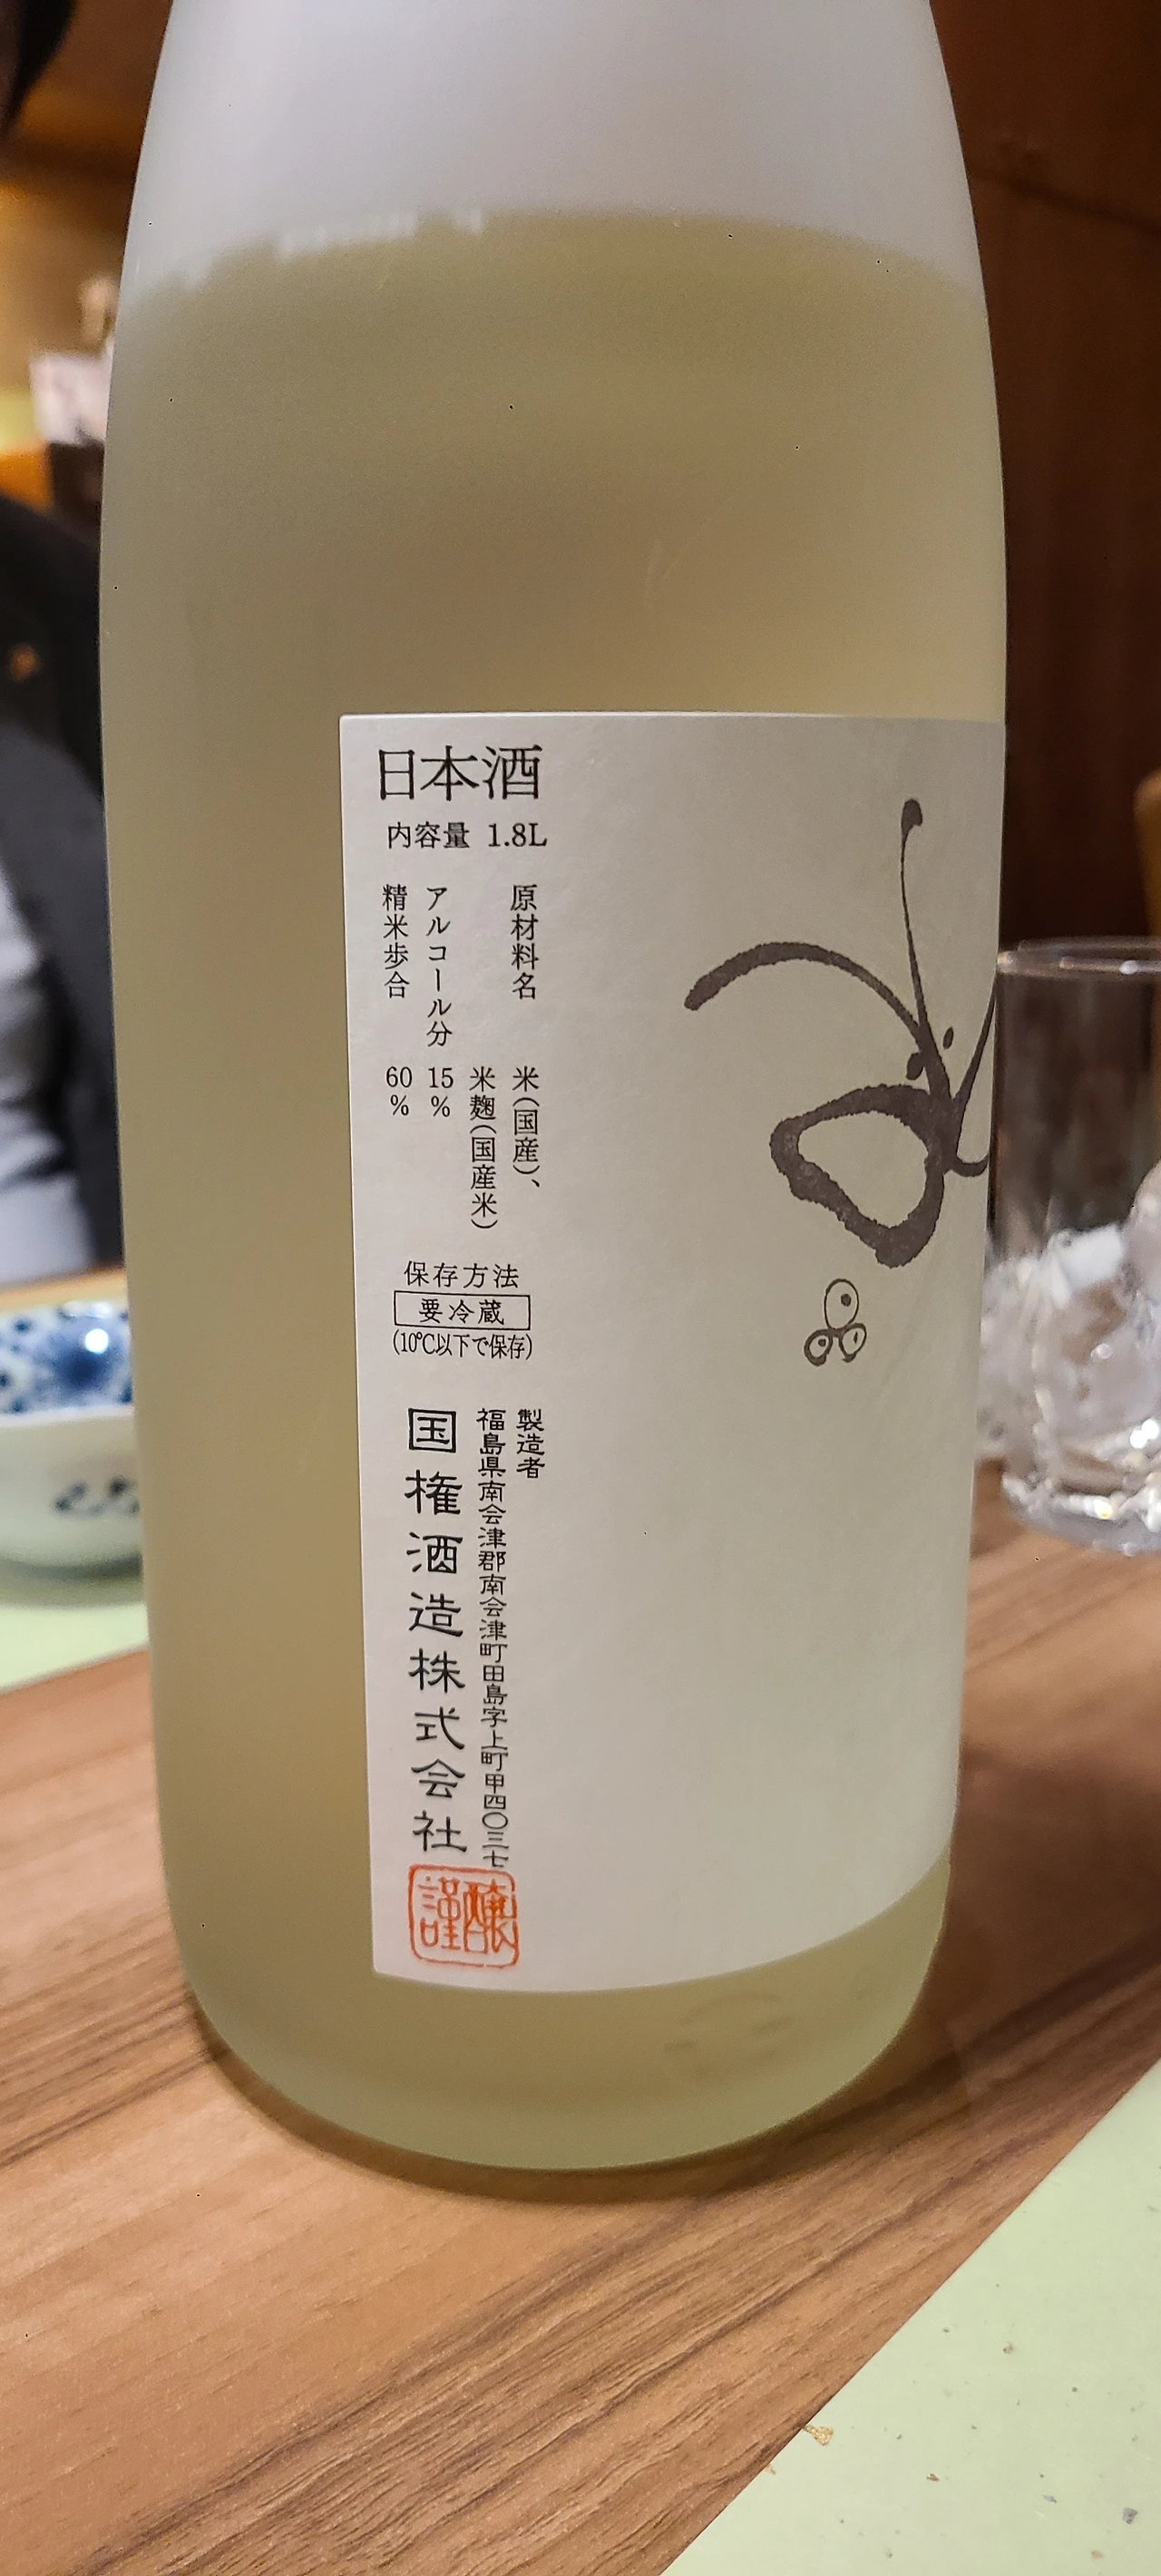 日本酒
内容量 1.8L
原材料名 米(国産)、
米麹(国産米)
アルコール分 15%
精米歩合 60%
保存方法
要冷蔵
(10℃以下で保存)
製造者
福島県南会津郡南会津町田島字上町甲四〇三七
国権酒造株式会社
謹醸